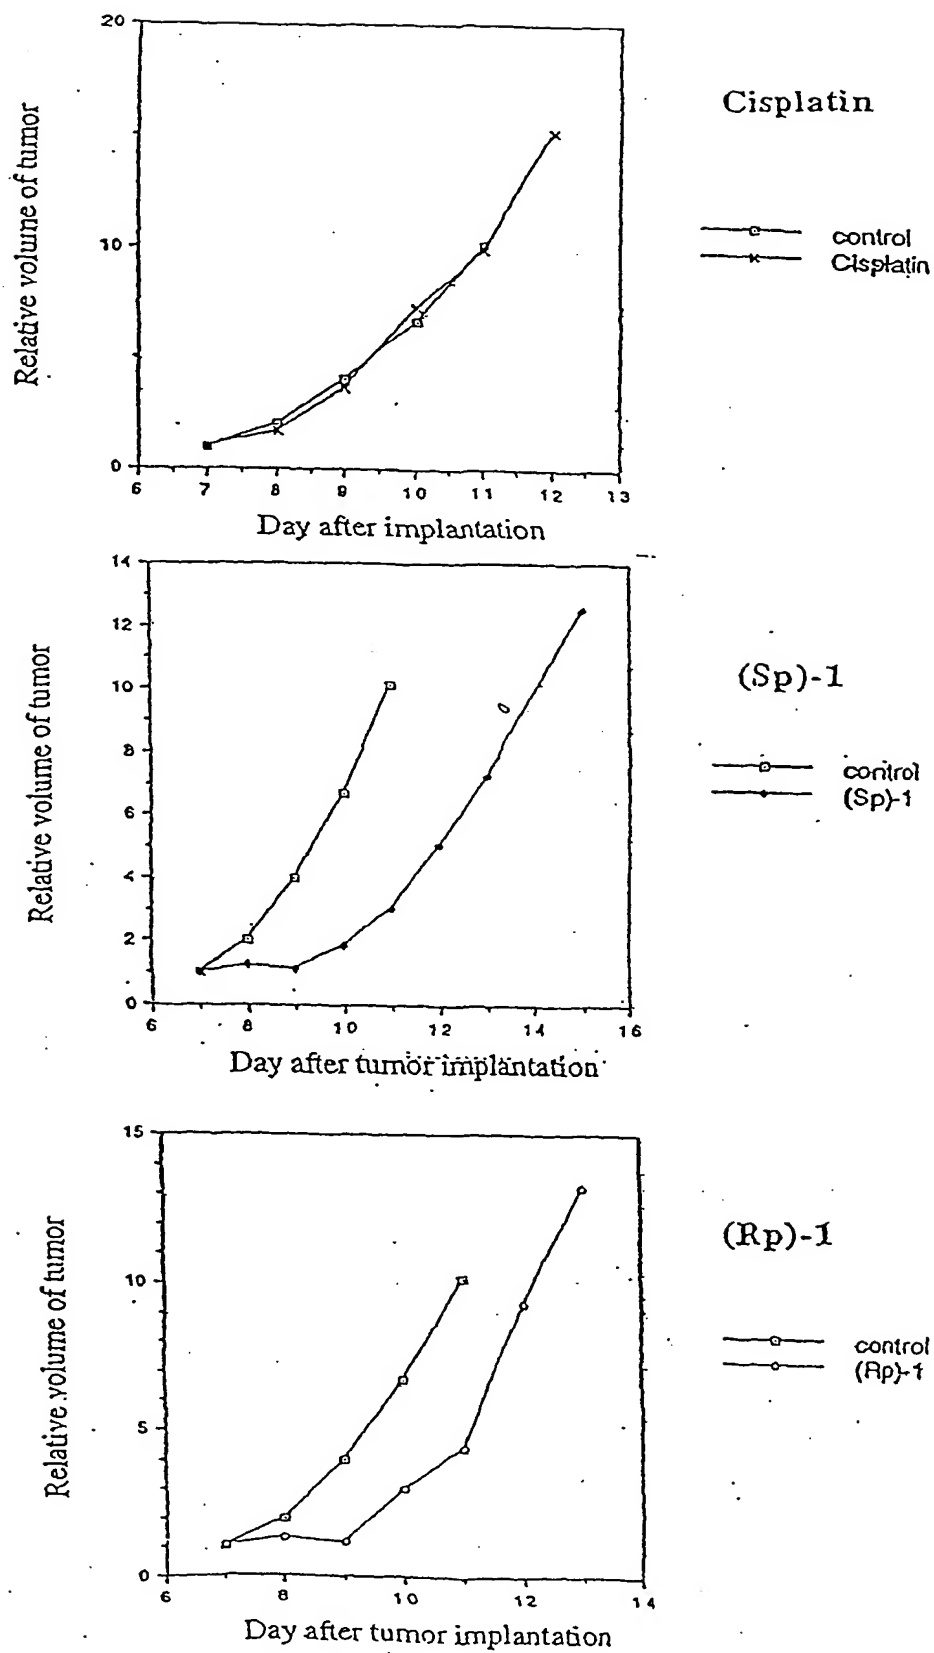 20
10
0
Relative volume of tumor
6 7 8 9 10 11 12 13
Day after implantation
Cisplatin
control
Cisplatin
14
12
10
8
6
4
2
0
Relative volume of tumor
6 8 10 12 14 16
Day after tumor implantation
(Sp)-1
control
(Sp)-1
15
10
5
0
Relative volume of tumor
6 8 10 12 14
Day after tumor implantation
(Rp)-1
control
(Rp)-1